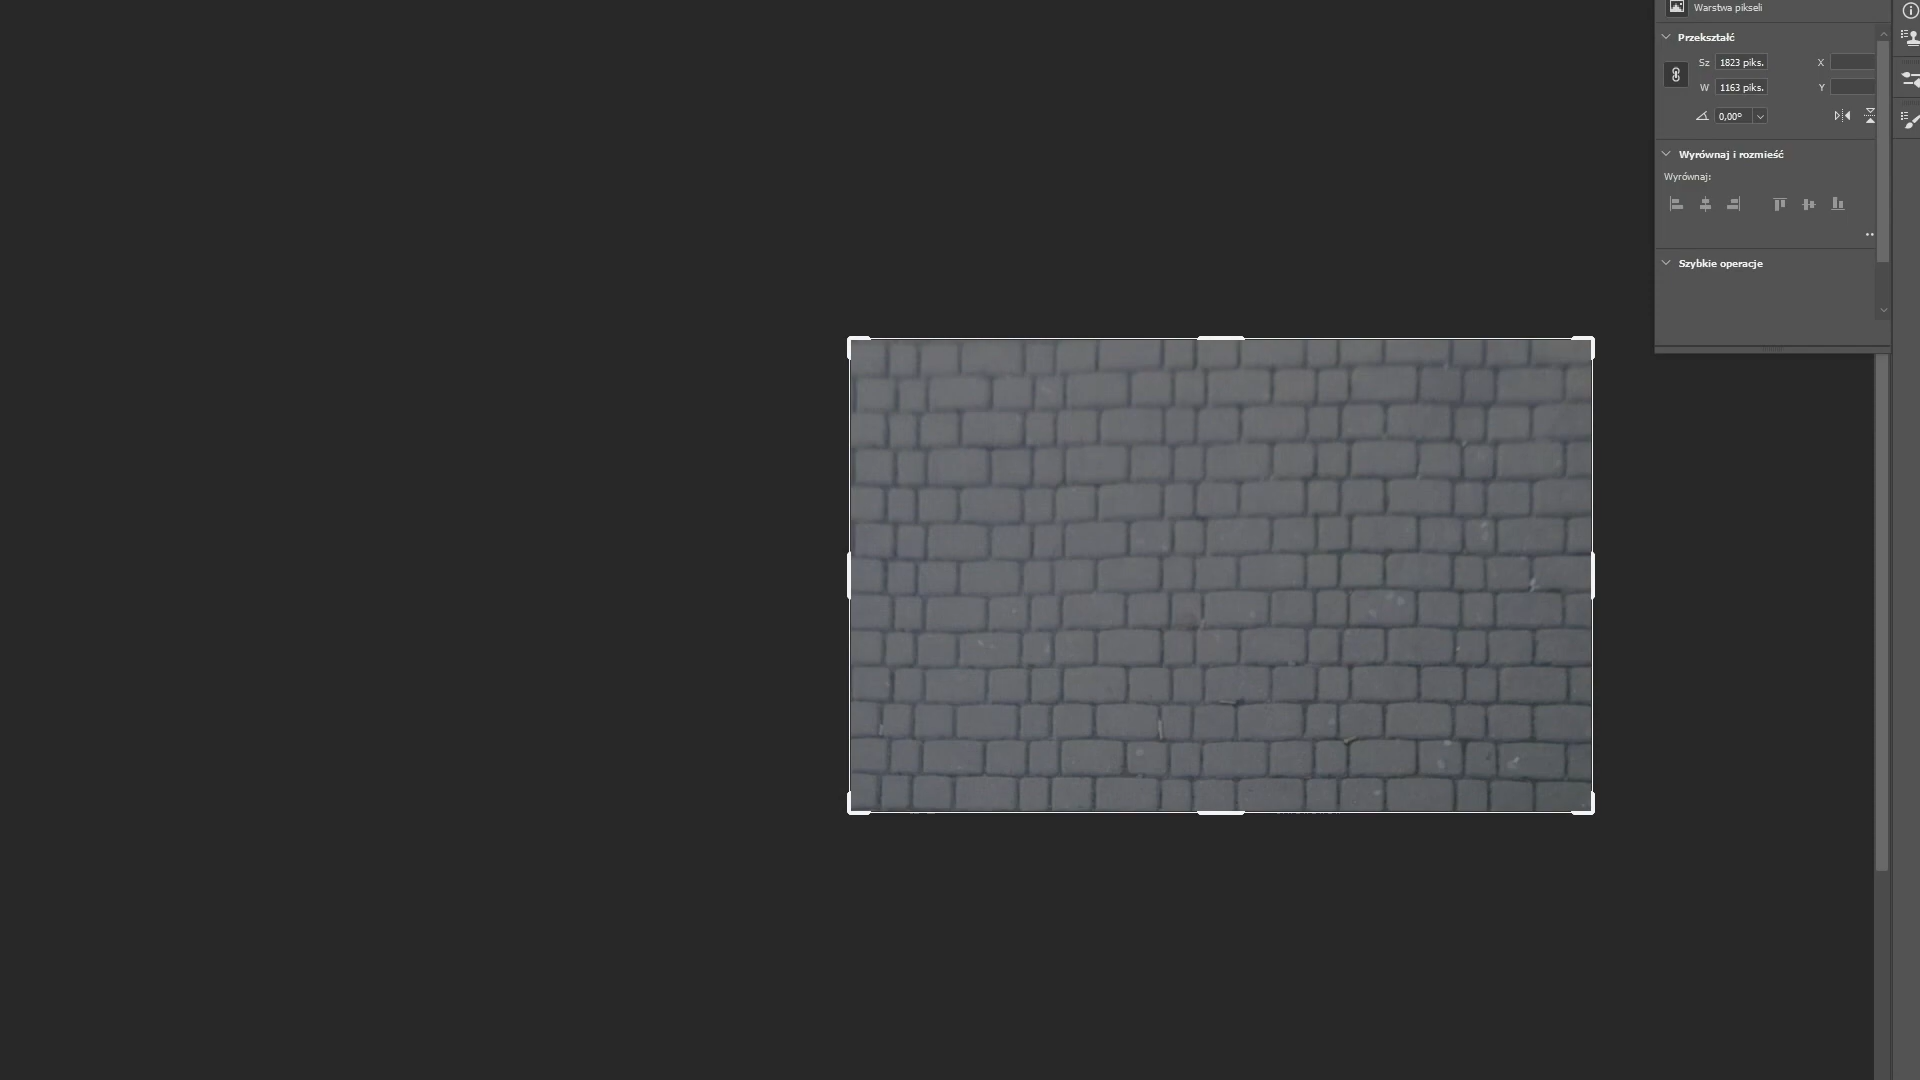 Warstwa pikseli
Przekształć
Sz 1823 piks. X
W 1163 piks. Y
0,00°
Wyrównaj i rozmieść
Wyrównaj:
Szybkie operacje